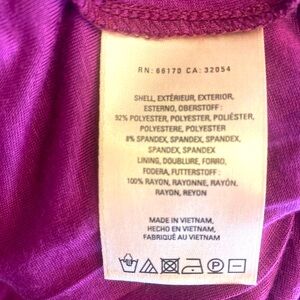 RN: 66170 CA: 32054
SHELL, EXTÉRIEUR, EXTERIOR,
ESTERNO, OBERSTOFF:
92% POLYESTER, POLYESTER, POLIÉSTER,
POLYESTERE, POLYESTER
8% SPANDEX, SPANDEX, SPANDEX,
SPANDEX, SPANDEX
LINING, DOUBLURE, FORRO,
FODERA, FUTTERSTOFF:
100% RAYON, RAYONNE, RAYÓN,
RAYON, REYON
MADE IN VIETNAM,
HECHO EN VIETNAM,
FABRIQUÉ AU VIETNAM
P